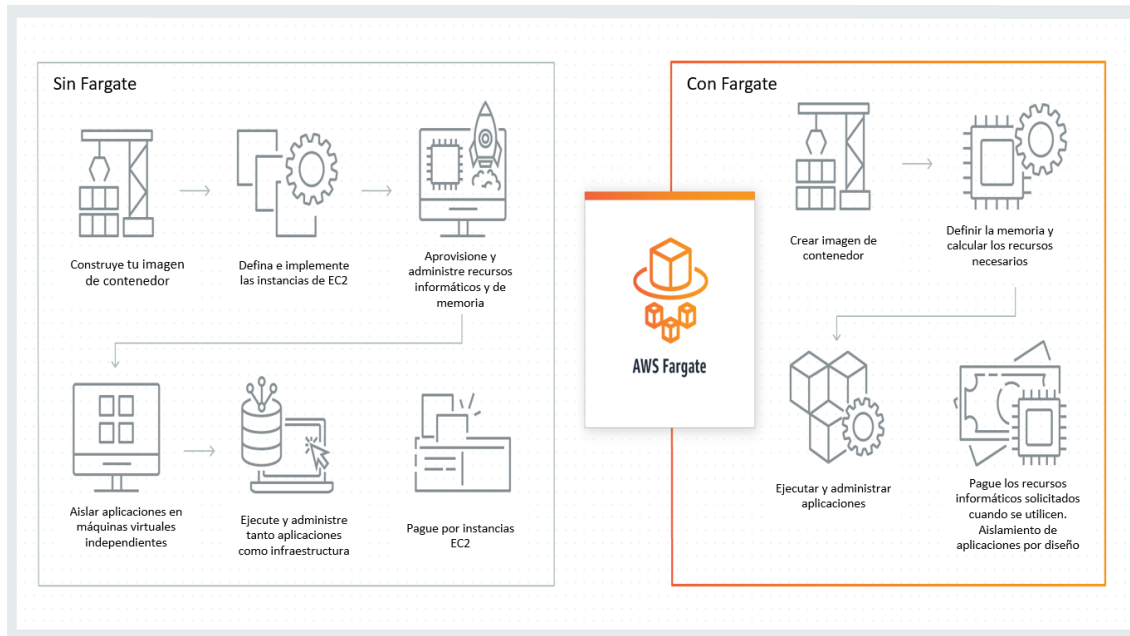 Sin Fargate
Construye tu imagen
de contenedor
Defina e implemente
las instancias de EC2
Aprovisione y
administre recursos
informáticos y de
memoria
Aislar aplicaciones en
máquinas virtuales
independientes
Ejecute y administre
tanto aplicaciones
como infraestructura
Pague por instancias
EC2
AWS Fargate
Con Fargate
Crear imagen de
contenedor
Definir la memoria y
calcular los recursos
necesarios
Ejecutar y administrar
aplicaciones
Pague los recursos
informáticos solicitados
cuando se utilicen.
Aislamiento de
aplicaciones por diseño